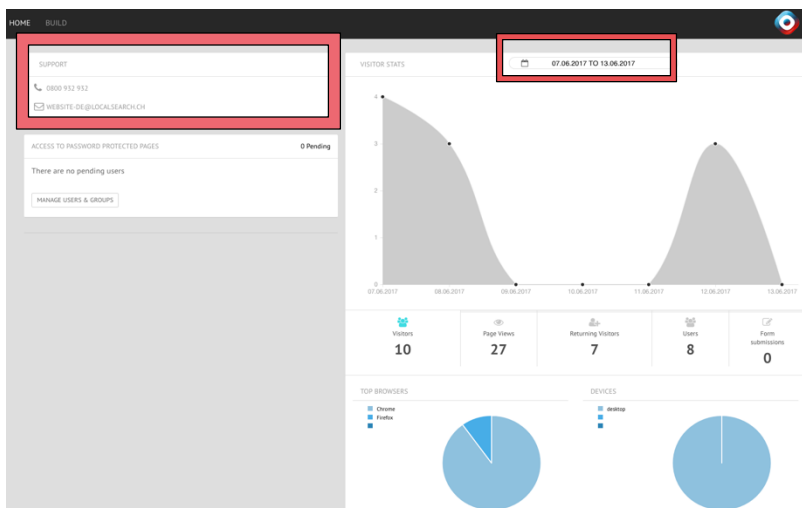 HOME BUILD
SUPPORT
0800 932 932
WEBSITE-DE@LOCALSEARCH.CH
ACCESS TO PASSWORD PROTECTED PAGES 0 Pending
There are no pending users
MANAGE USERS & GROUPS
VISITOR STATS
07.06.2017 TO 13.06.2017
4
3
2
1
0
07.06.2017 08.06.2017 09.06.2017 10.06.2017 11.06.2017 12.06.2017 13.06.2017
Visitors Page Views Returning Visitors Users Form
submissions
10 27 7 8 0
TOP BROWSERS DEVICES
Chrome desktop
Firefox